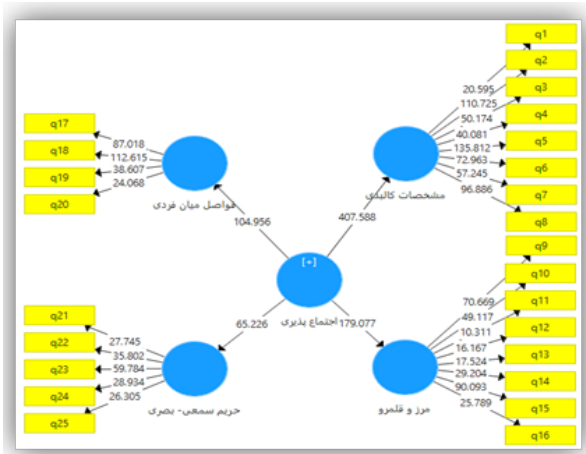 q1
q2
q3
q4
q5
q6
q7
q8
20.595
110.725
50.174
40.081
135.812
72.963
57.245
96.886
مشخصات کالبدی
407.588
q17
q18
q19
q20
87.018
112.615
38.607
24.068
فواصل میان فردی
104.956
[+]
اجتماع پذیری
65.226
179.077
q21
q22
q23
q24
q25
27.745
35.802
59.784
28.934
26.305
حریم سمعی- بصری
q9
q10
q11
q12
q13
q14
q15
q16
70.669
49.117
10.311
16.167
17.524
29.204
90.093
25.789
مرز و قلمرو